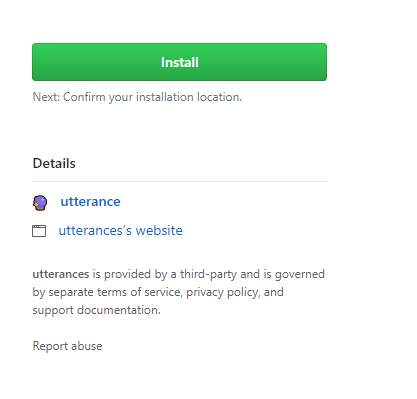 Install
Next: Confirm your installation location.
Details
utterance
utterances's website
utterances is provided by a third-party and is governed
by separate terms of service, privacy policy, and
support documentation.
Report abuse